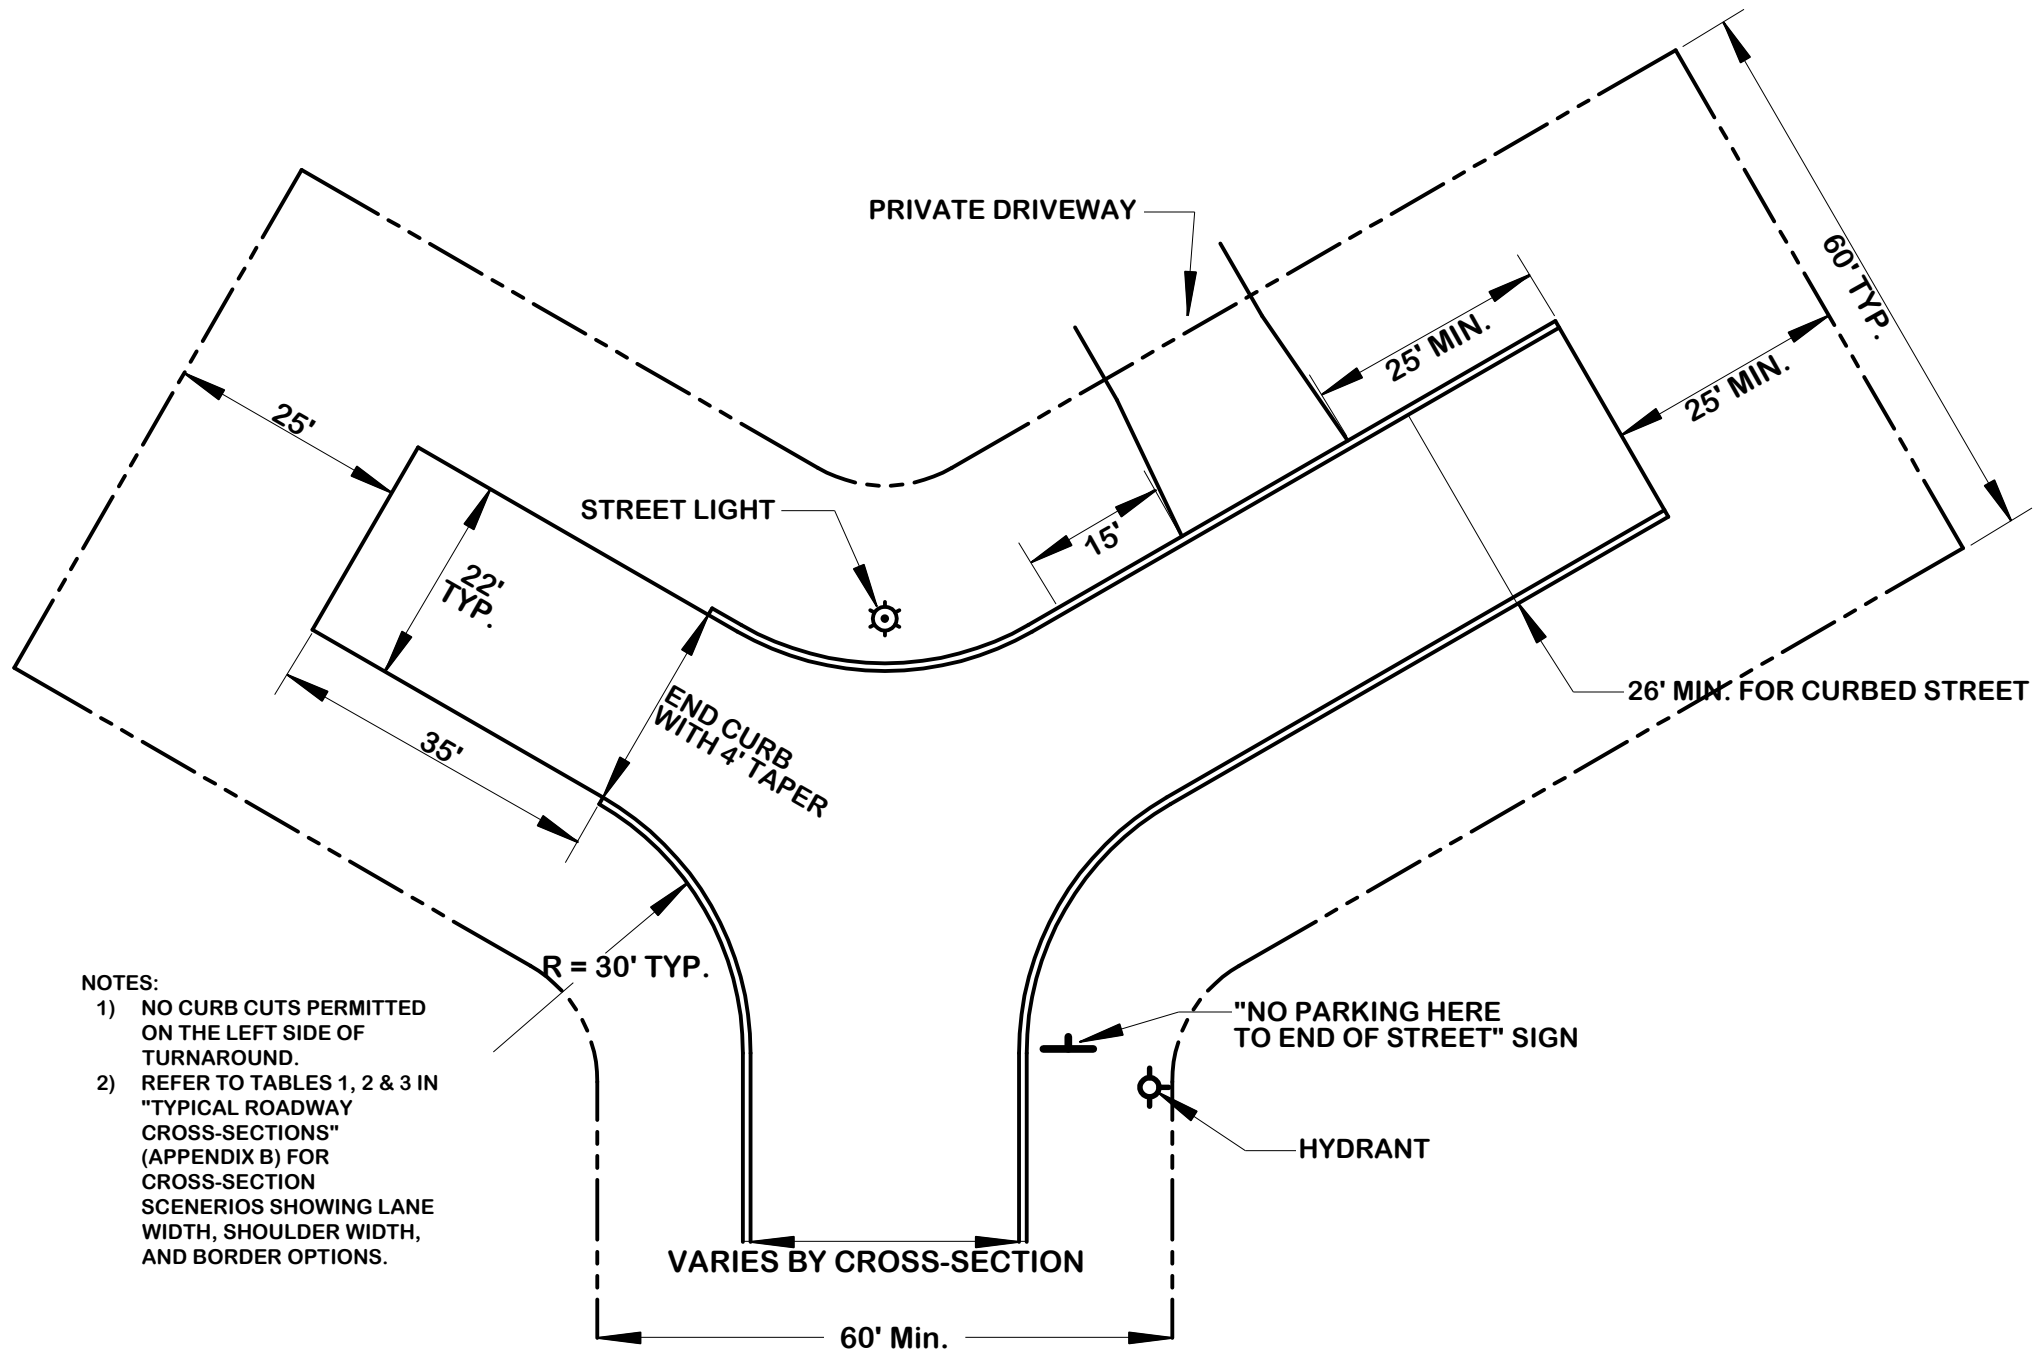 PRIVATE DRIVEWAY
60' TYP.
25' MIN.
25' MIN.
25'
STREET LIGHT
15'
22'
TYP.
26' MIN. FOR CURBED STREET
END CURB
WITH 4' TAPER
35'
R = 30' TYP.
NOTES:
1) NO CURB CUTS PERMITTED
ON THE LEFT SIDE OF
TURNAROUND.
2) REFER TO TABLES 1, 2 & 3 IN
"TYPICAL ROADWAY
CROSS-SECTIONS"
(APPENDIX B) FOR
CROSS-SECTION
SCENERIOS SHOWING LANE
WIDTH, SHOULDER WIDTH,
AND BORDER OPTIONS.
"NO PARKING HERE
TO END OF STREET" SIGN
HYDRANT
VARIES BY CROSS-SECTION
60' Min.